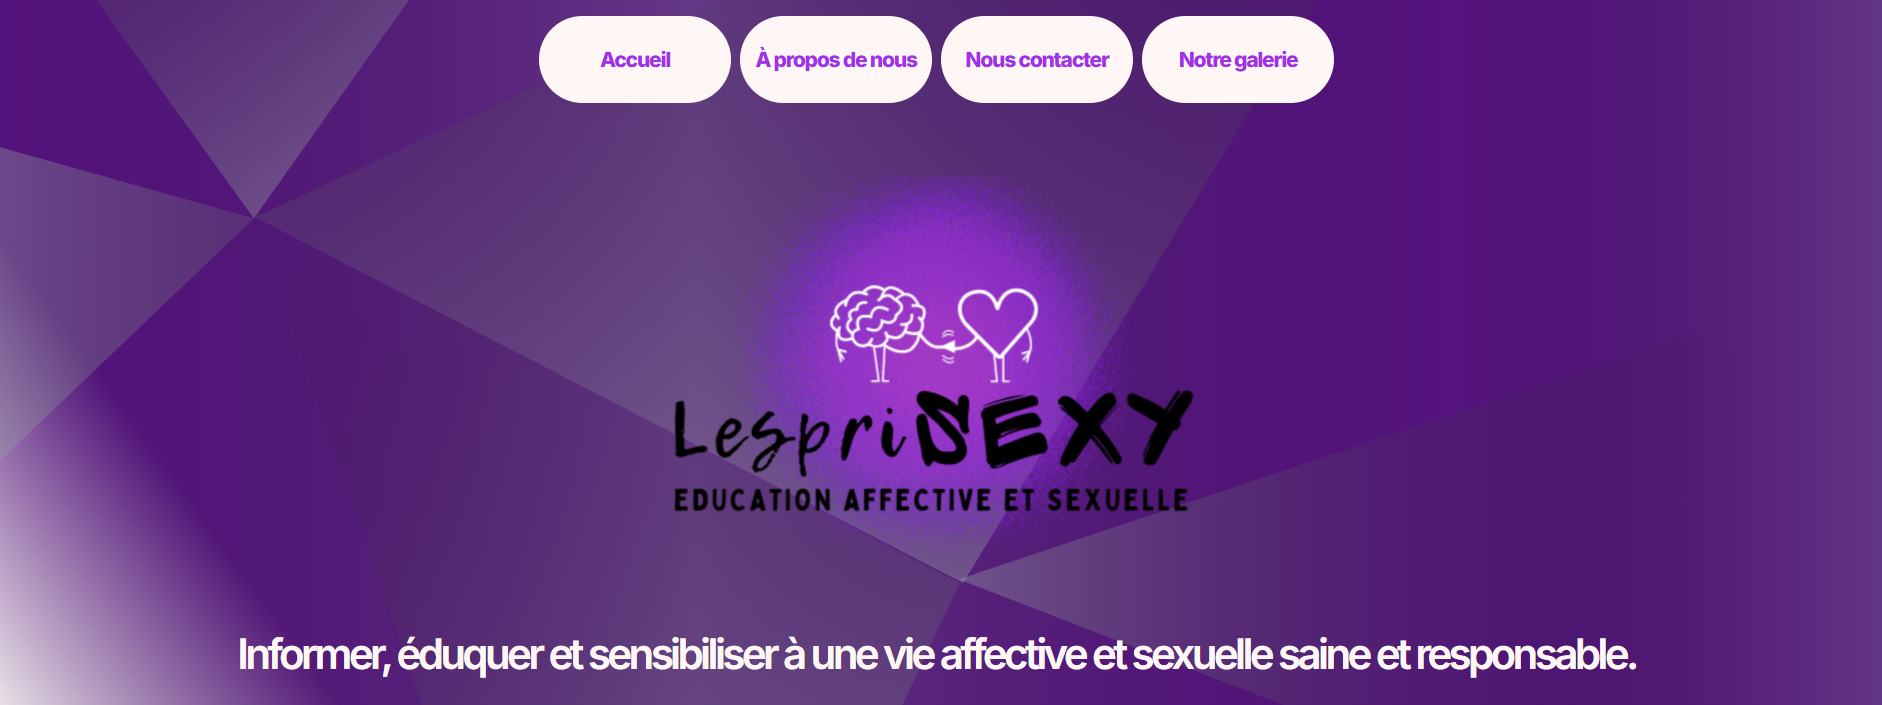 Accueil
À propos de nous
Nous contacter
Notre galerie
LespriSEXY
EDUCATION AFFECTIVE ET SEXUELLE
Informer, éduquer et sensibiliser à une vie affective et sexuelle saine et responsable.